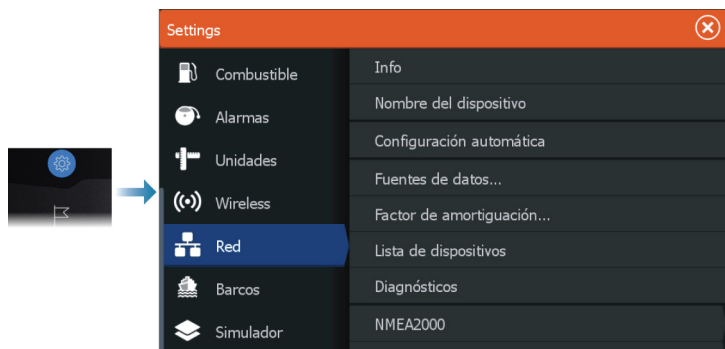 Settings
Combustible
Alarmas
Unidades
Wireless
Red
Barcos
Simulador
Info
Nombre del dispositivo
Configuración automática
Fuentes de datos...
Factor de amortiguación...
Lista de dispositivos
Diagnósticos
NMEA2000